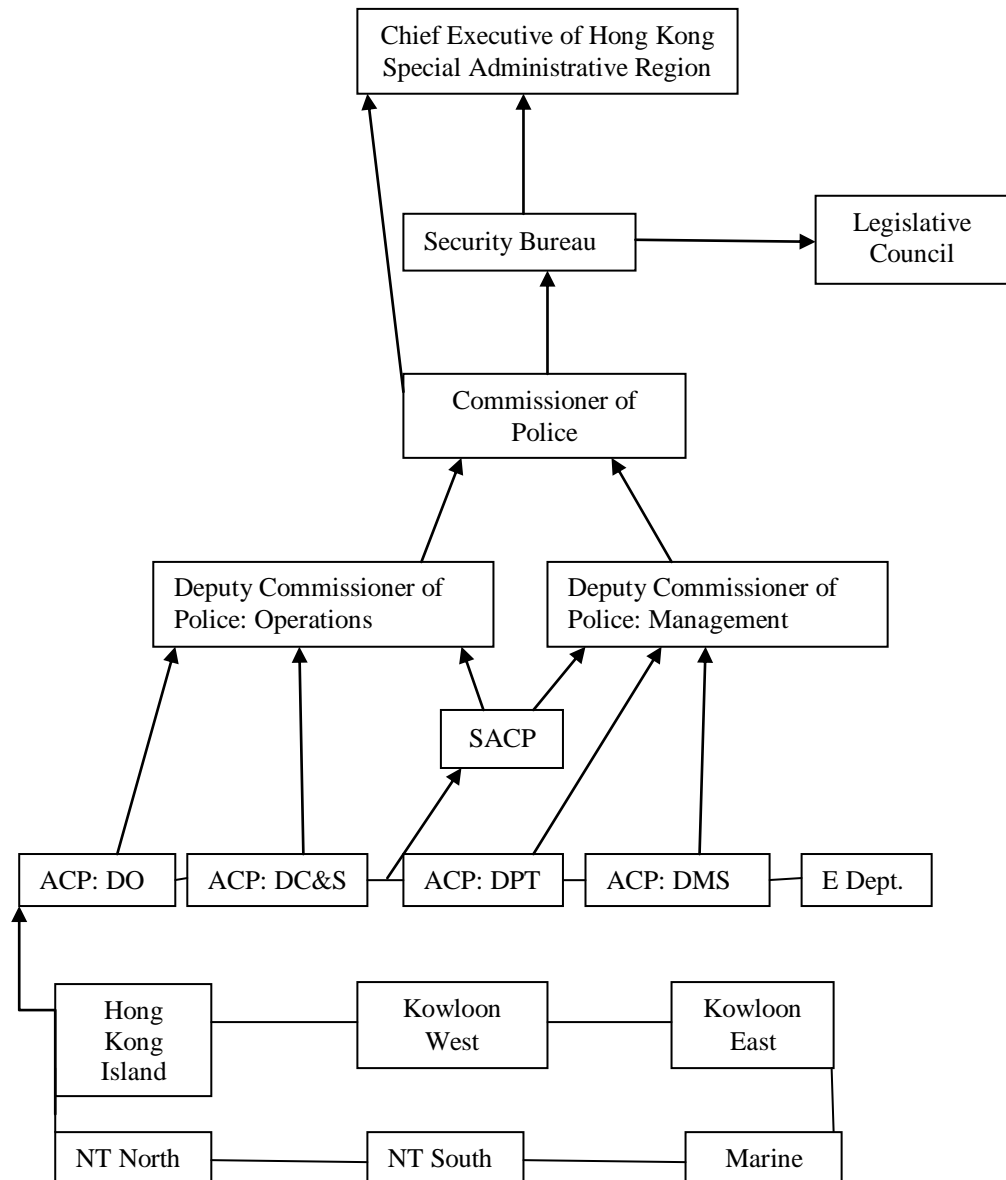 Chief Executive of Hong Kong
Special Administrative Region
Security Bureau
Legislative
Council
Commissioner of
Police
Deputy Commissioner of
Police: Operations
Deputy Commissioner of
Police: Management
SACP
ACP: DO
ACP: DC&S
ACP: DPT
ACP: DMS
E Dept.
Hong
Kong
Island
Kowloon
West
Kowloon
East
NT North
NT South
Marine